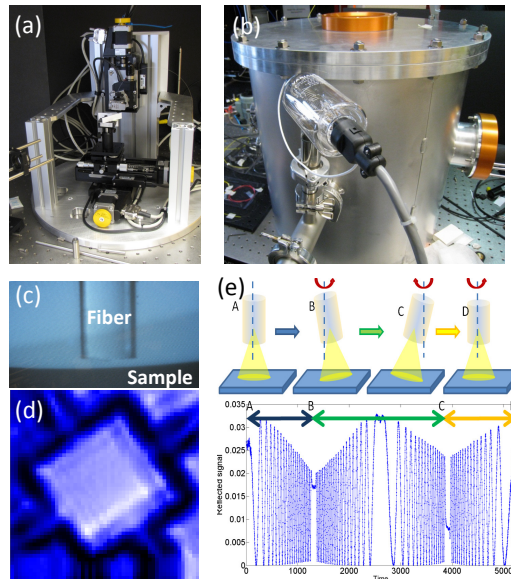 (a)
(b)
(c)
Fiber
Sample
(d)
(e)
A
B
C
D
A
B
C
0.035
0.03
0.025
0.02
0.015
0.01
0.005
0
Reflected signal
0
1000
2000
3000
4000
5000
Time